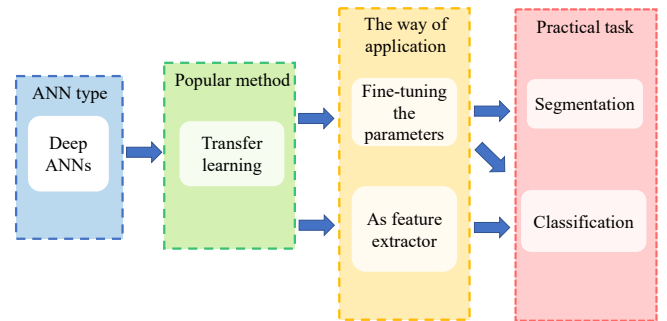 ANN type
Deep
ANNs
Popular method
Transfer
learning
The way of
application
Fine-tuning
the
parameters
As feature
extractor
Practical task
Segmentation
Classification